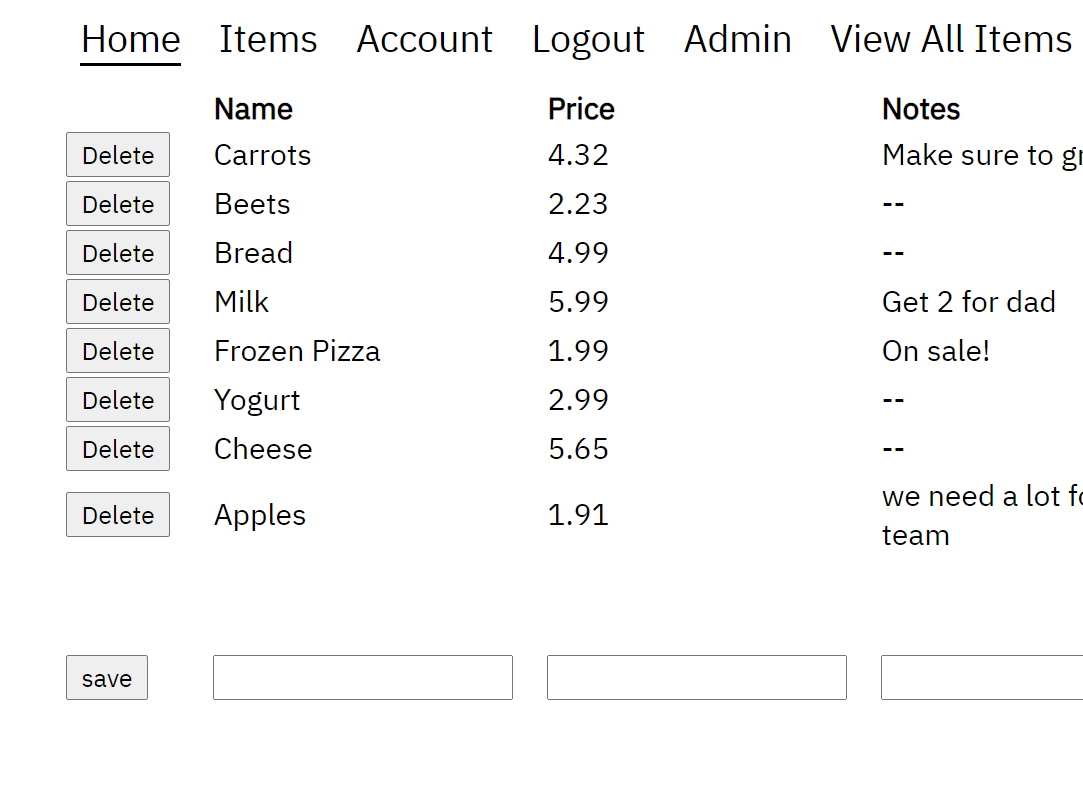 Home Items Account Logout Admin View All Items
Name Price Notes
Delete Carrots 4.32 Make sure to
Delete Beets 2.23 --
Delete Bread 4.99 --
Delete Milk 5.99 Get 2 for dad
Delete Frozen Pizza 1.99 On sale!
Delete Yogurt 2.99 --
Delete Cheese 5.65 --
Delete Apples 1.91 we need a lot
team
save